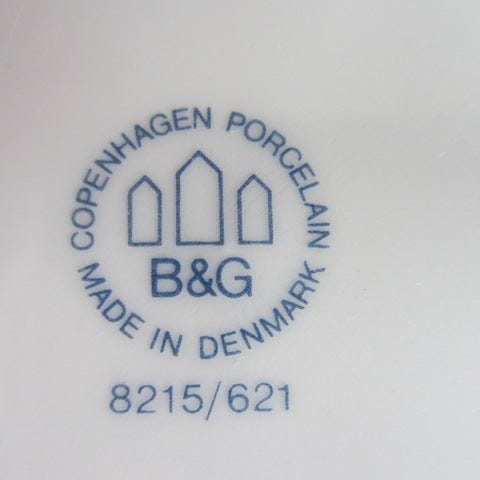 COPENHAGEN PORCELAIN
B&G
MADE IN DENMARK
8215/621